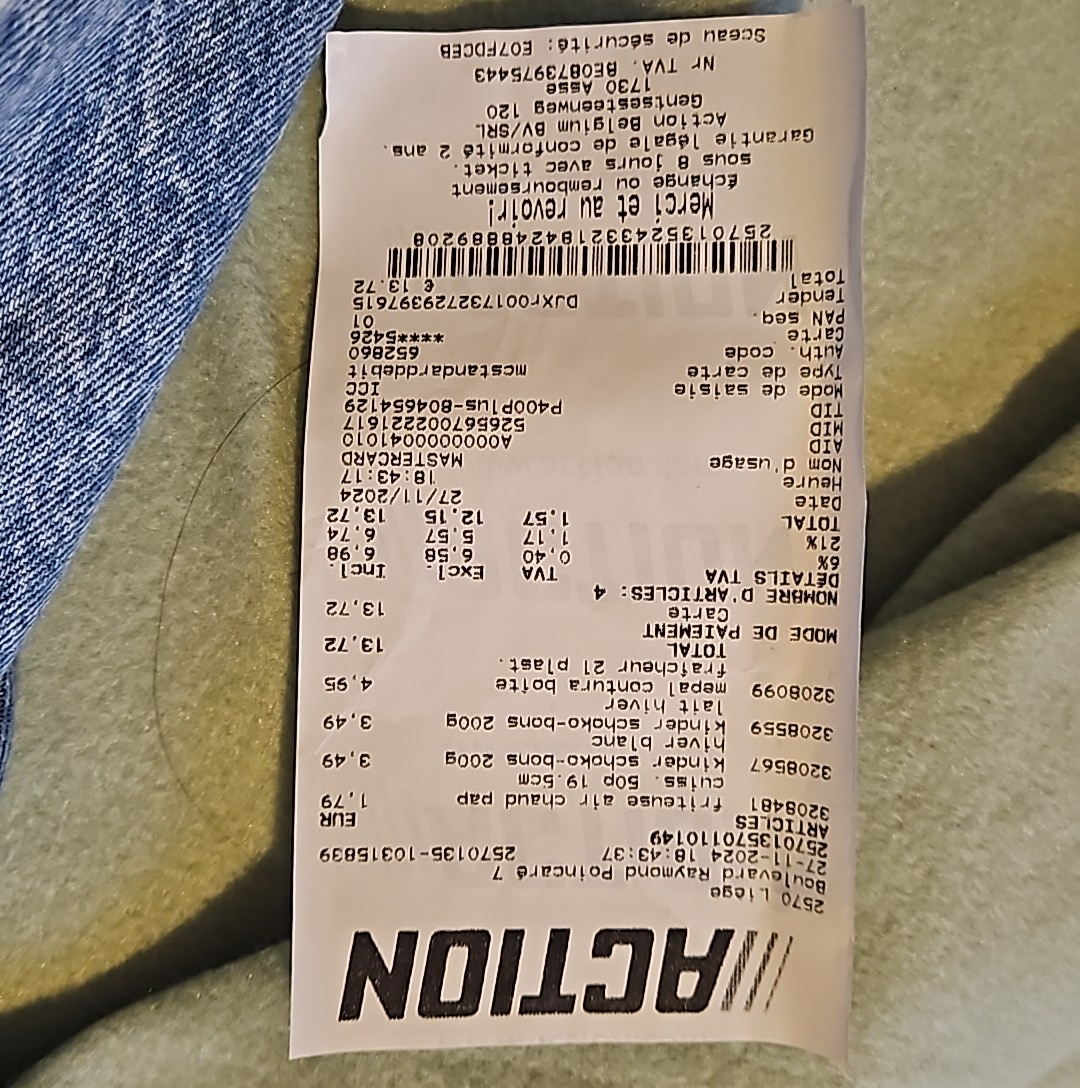 ACTION
2570 Liège
Boulevard Raymond Poincaré 7
27-11-2024 18:43:37 2570135-10315839
25701357011014​9
ARTICLES EUR
3208481 friteuse air chaud pap 1,79
cuiss. 50p 19.5cm
3208567 kinder schoko-bons 200g 3,49
hiver blanc
3208559 kinder schoko-bons 200g 3,49
lait hiver
3208099 mepal contura boîte 4,95
fraîcheur 2l plast.
TOTAL 13,72
MODE DE PAIEMENT
Carte 13,72
NOMBRE D'ARTICLES: 4
DÉTAILS TVA TVA Excl. Incl.
6% 0,40 6,58 6,98
21% 1,17 5,57 6,74
TOTAL 1,57 12,15 13,72
Date 27/11/2024
Heure 18:43:17
Nom d'usage MASTERCARD
AID A0000000041010
MID 526567002221617
TID P400Plus-804654129
Mode de saisie ICC
Type de carte mcstandarddebit
Auth. code 652860
Carte ****5426
PAN seq. 01
Tender DJXr001732729397615
Total € 13.72
2570135243321842488889208
Merci et au revoir!
Échange ou remboursement
sous 8 jours avec ticket.
Garantie légale de conformité 2 ans.
Action Belgium BV/SRL
Gentsesteenweg 120
1730 Asse
Nr TVA. BE0873975443
Sceau de sécurité: E07FDCEB